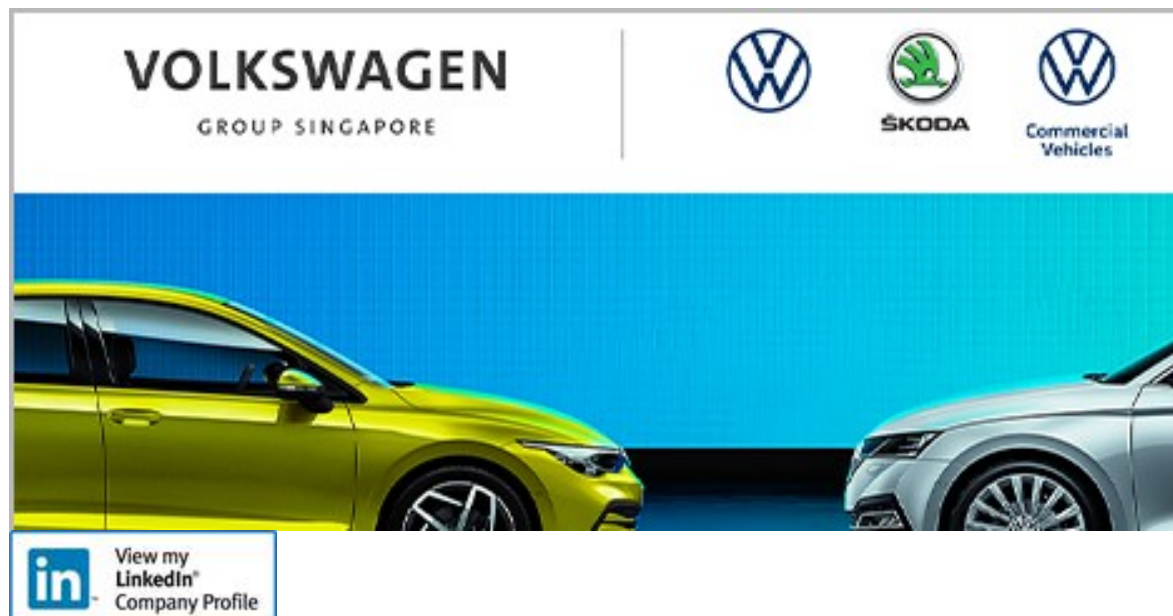 VOLKSWAGEN
GROUP SINGAPORE
ŠKODA
Commercial
Vehicles
in
View my
LinkedIn®
Company Profile